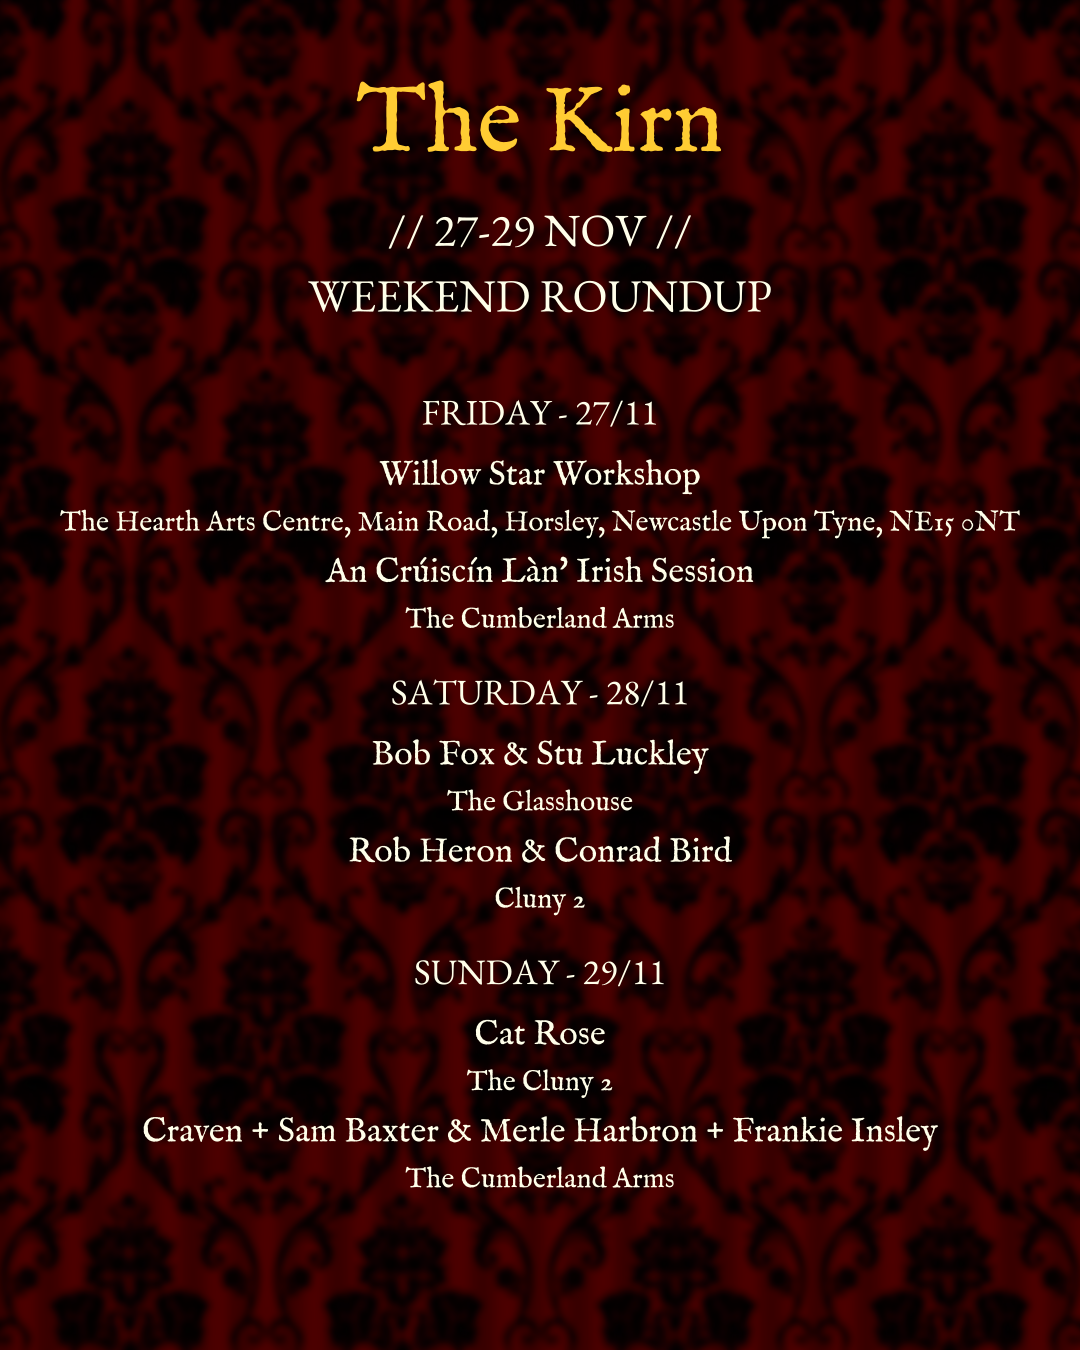 The Kirn
// 27-29 NOV //
WEEKEND ROUNDUP
FRIDAY - 27/11
Willow Star Workshop
The Hearth Arts Centre, Main Road, Horsley, Newcastle Upon Tyne, NE15 0NT
An Crúiscín Làn’ Irish Session
The Cumberland Arms
SATURDAY - 28/11
Bob Fox & Stu Luckley
The Glasshouse
Rob Heron & Conrad Bird
Cluny 2
SUNDAY - 29/11
Cat Rose
The Cluny 2
Craven + Sam Baxter & Merle Harbron + Frankie Insley
The Cumberland Arms